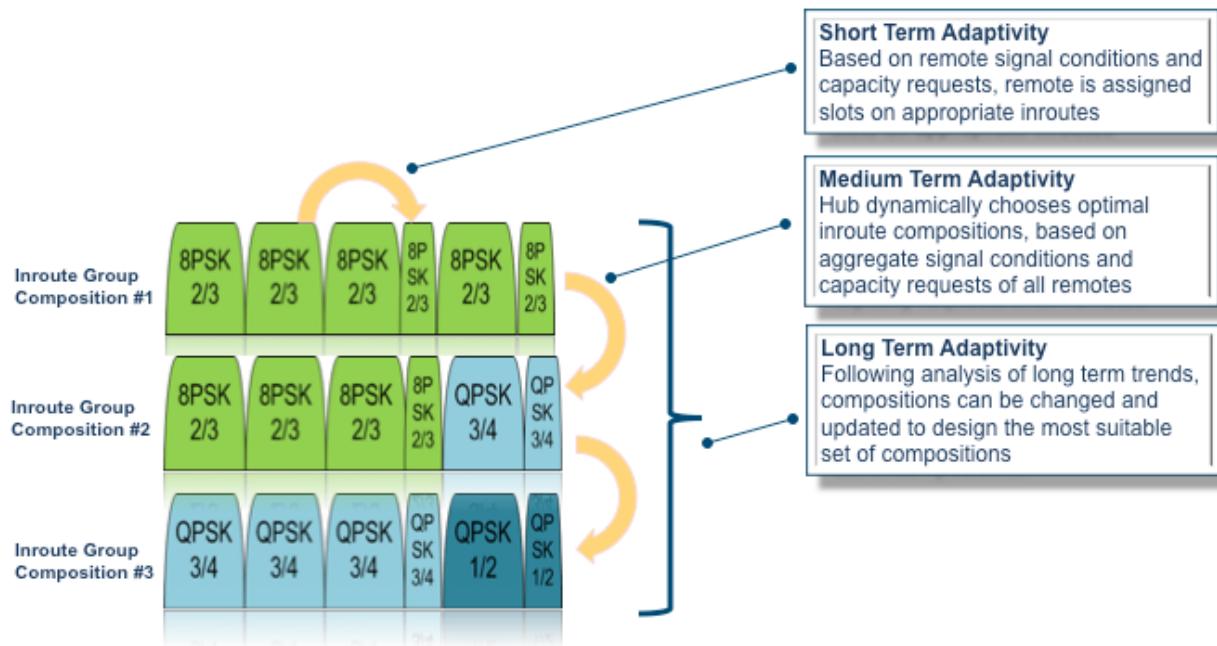 Short Term Adaptivity
Based on remote signal conditions and
capacity requests, remote is assigned
slots on appropriate inroutes
Medium Term Adaptivity
Hub dynamically chooses optimal
inroute compositions, based on
aggregate signal conditions and
capacity requests of all remotes
Long Term Adaptivity
Following analysis of long term trends,
compositions can be changed and
updated to design the most suitable
set of compositions
Inroute Group
Composition #1
8PSK
2/3
8PSK
2/3
8PSK
2/3
8P
SK
2/3
8PSK
2/3
8P
SK
2/3
Inroute Group
Composition #2
8PSK
2/3
8PSK
2/3
8PSK
2/3
8P
SK
2/3
QPSK
3/4
QP
SK
3/4
Inroute Group
Composition #3
QPSK
3/4
QPSK
3/4
QPSK
3/4
QP
SK
3/4
QPSK
1/2
QP
SK
1/2